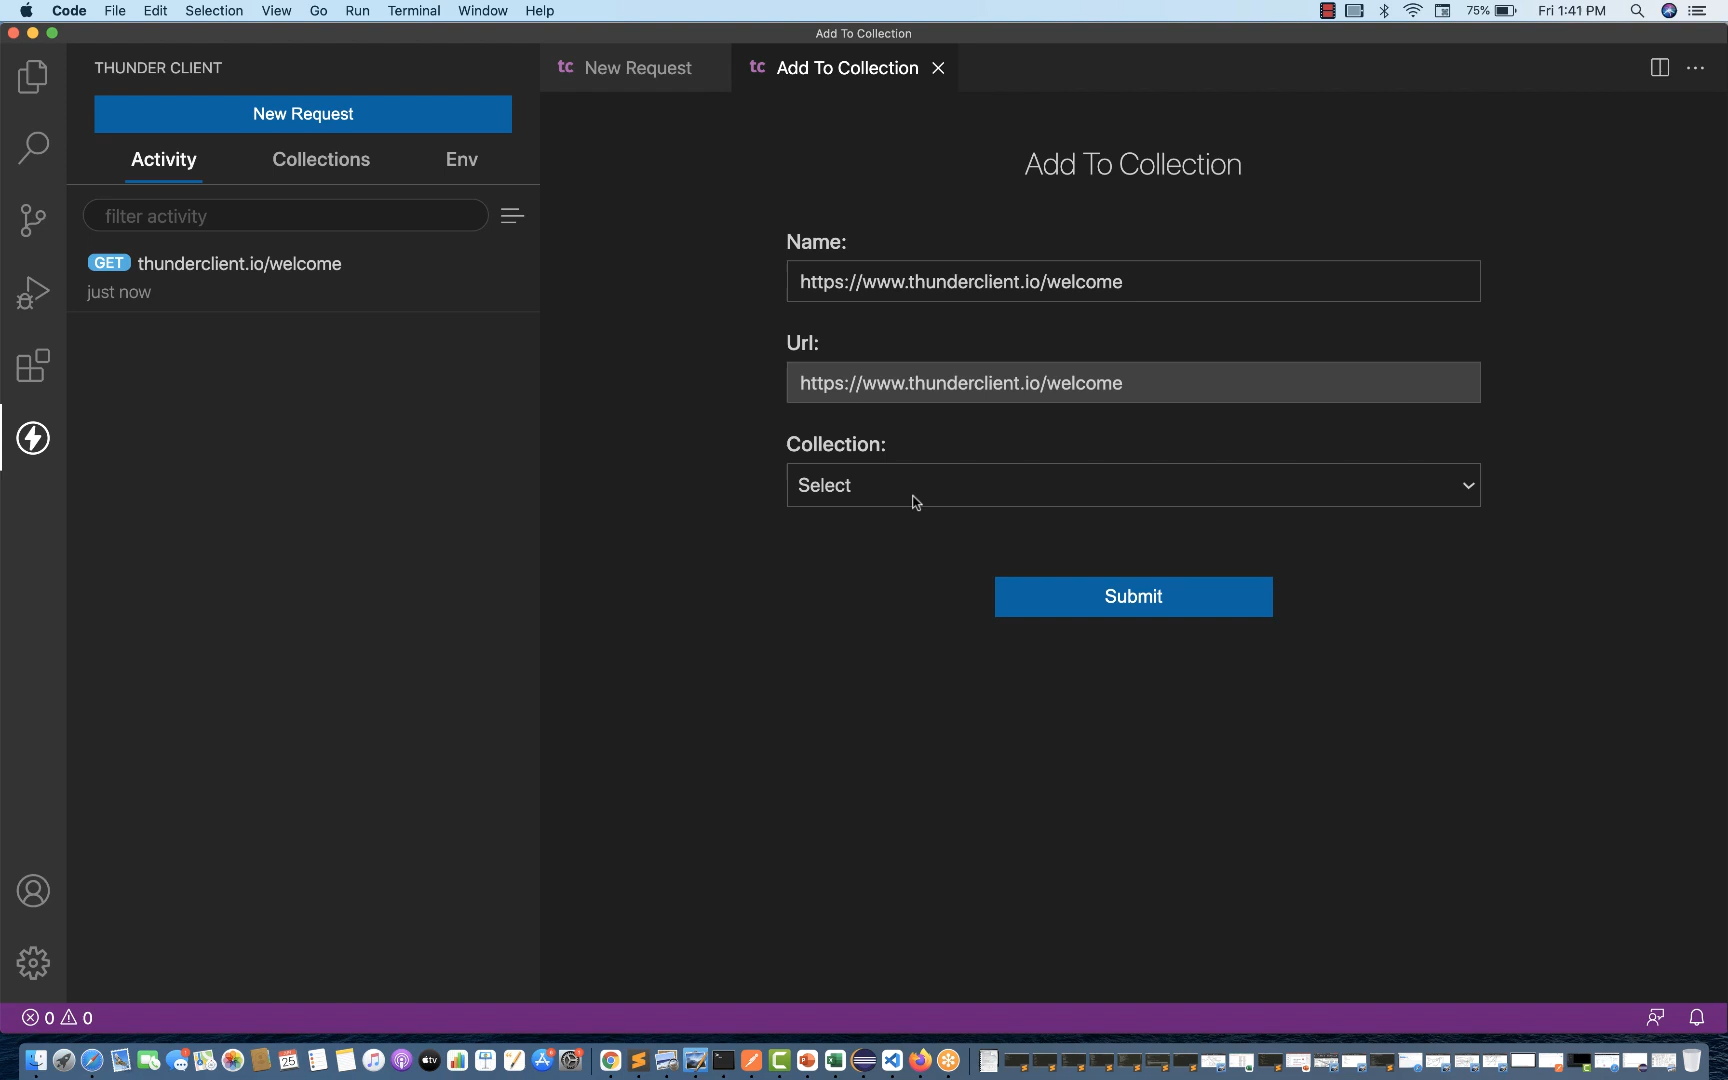 Code File Edit Selection View Go Run Terminal Window Help 75% Fri 1:41 PM
Add To Collection
THUNDER CLIENT
tc New Request
tc Add To Collection
New Request
Activity Collections Env
filter activity
GET thunderclient.io/welcome
just now
Add To Collection
Name:
https://www.thunderclient.io/welcome
Url:
https://www.thunderclient.io/welcome
Collection:
Select
Submit
0 0